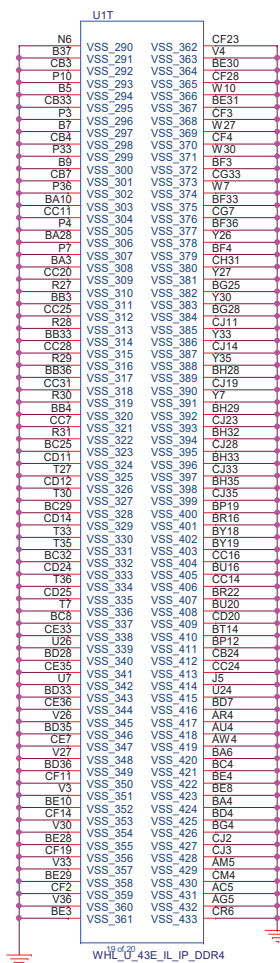 U1T
N6 VSS_290 VSS_362 CF23
B37 VSS_291 VSS_363 V4
CB3 VSS_292 VSS_364 BE30
P10 VSS_293 VSS_365 CF28
B5 VSS_294 VSS_366 W10
CB33 VSS_295 VSS_367 BE31
P3 VSS_296 VSS_368 CF3
B7 VSS_297 VSS_369 W27
CB4 VSS_298 VSS_370 CF4
P33 VSS_299 VSS_371 W30
B9 VSS_300 VSS_372 BF3
CB7 VSS_301 VSS_373 CG33
P36 VSS_302 VSS_374 W7
BA10 VSS_303 VSS_375 BF33
CC11 VSS_304 VSS_376 CG7
P4 VSS_305 VSS_377 BF36
BA28 VSS_306 VSS_378 Y26
P7 VSS_307 VSS_379 BF4
BA3 VSS_308 VSS_380 CH31
CC20 VSS_309 VSS_381 Y27
R27 VSS_310 VSS_382 BG25
BB3 VSS_311 VSS_383 Y30
CC25 VSS_312 VSS_384 BG28
R28 VSS_313 VSS_385 CJ11
BB33 VSS_314 VSS_386 Y33
CC28 VSS_315 VSS_387 CJ14
R29 VSS_316 VSS_388 Y35
BB36 VSS_317 VSS_389 BH28
CC31 VSS_318 VSS_390 CJ19
R30 VSS_319 VSS_391 Y7
BB4 VSS_320 VSS_392 BH29
CC7 VSS_321 VSS_393 CJ23
R31 VSS_322 VSS_394 BH32
BC25 VSS_323 VSS_395 CJ28
CD11 VSS_324 VSS_396 BH33
T27 VSS_325 VSS_397 CJ33
CD12 VSS_326 VSS_398 BH35
T30 VSS_327 VSS_399 CJ35
BC29 VSS_328 VSS_400 BP19
CD14 VSS_329 VSS_401 BR16
T33 VSS_330 VSS_402 BY18
T35 VSS_331 VSS_403 BY19
BC32 VSS_332 VSS_404 CC16
CD24 VSS_333 VSS_405 BU16
T36 VSS_334 VSS_406 CC14
CD25 VSS_335 VSS_407 BR22
T7 VSS_336 VSS_408 BU20
BC8 VSS_337 VSS_409 CD20
CE33 VSS_338 VSS_410 BT14
U26 VSS_339 VSS_411 BP12
BD28 VSS_340 VSS_412 CB24
CE35 VSS_341 VSS_413 CC24
U7 VSS_342 VSS_414 J5
BD33 VSS_343 VSS_415 U24
CE36 VSS_344 VSS_416 BD7
V26 VSS_345 VSS_417 AR4
BD35 VSS_346 VSS_418 AU4
CE7 VSS_347 VSS_419 AW4
V27 VSS_348 VSS_420 BA6
BD36 VSS_349 VSS_421 BC4
CF11 VSS_350 VSS_422 BE4
V3 VSS_351 VSS_423 BE8
BE10 VSS_352 VSS_424 BA4
CF14 VSS_353 VSS_425 BD4
V30 VSS_354 VSS_426 BG4
BE28 VSS_355 VSS_427 CJ2
CF19 VSS_356 VSS_428 CJ3
V33 VSS_357 VSS_429 AM5
BE29 VSS_358 VSS_430 CM4
CF2 VSS_359 VSS_431 AC5
V36 VSS_360 VSS_432 AG5
BE3 VSS_361 VSS_433 CR6
19 of 20
WHL_U_43E_IL_IP_DDR4